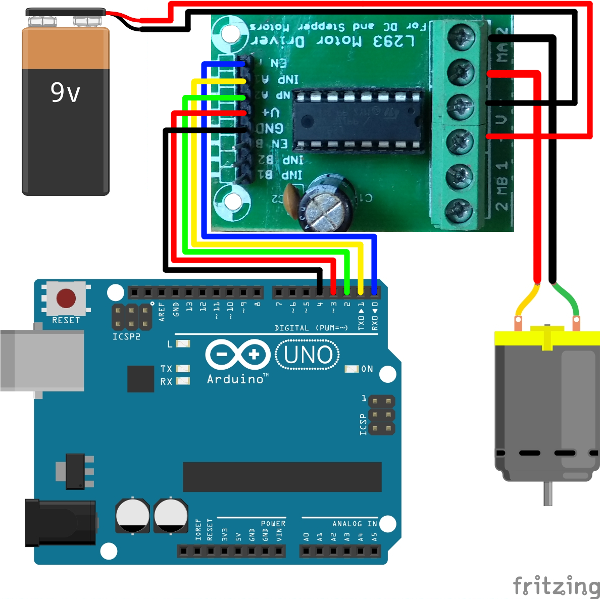 9v
L293 Motor Driver
For DC and Stepper Motors
EN
INP A1
INP A2
V+
GND
EN B
INP B2
INP B1
MA 2
V
2 MB 1
C1
RESET
ICSP2
AREF
GND
13
12
~11
~10
~9
8
7
~6
~5
4
~3
2
TX0▶1
RX0◀0
DIGITAL (PWM=~)
L
TX
RX
UNO
Arduino™
ON
1
ICSP
IOREF
RESET
3V3
5V
GND
GND
VIN
POWER
ANALOG IN
A0
A1
A2
A3
A4
A5
fritzing